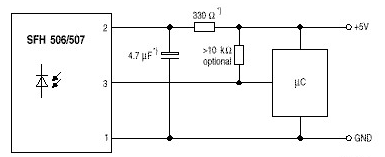 2
330 Ω*)
+5V
SFH 506/507
4.7 µF*)
>10 kΩ
optional
3
µC
1
GND